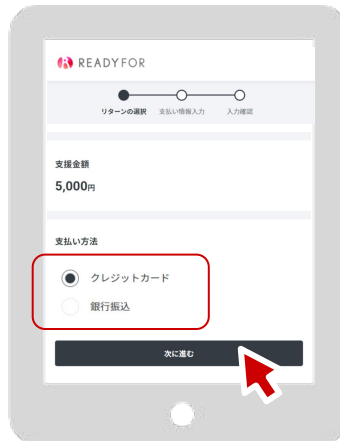 READYFOR
リターンの選択 支払い情報入力 入力確認
支援金額
5,000円
支払い方法
クレジットカード
銀行振込
次に進む